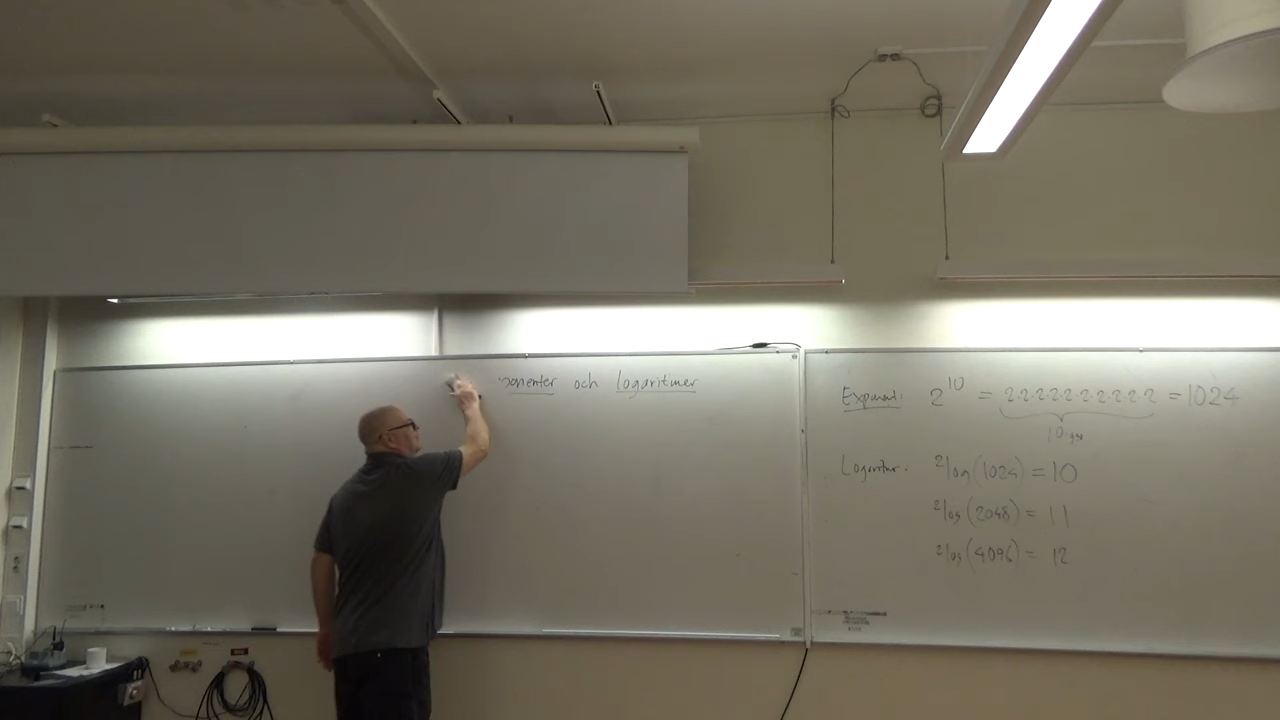 ponenter och logaritmer
Exponent: 2^10 = 2·2·2·2·2·2·2·2·2·2 = 1024
10 ggr
Logaritm: ²log(1024) = 10
²log(2048) = 11
²log(4096) = 12